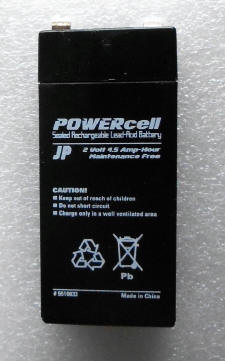 POWERcell
Sealed Rechargeable Lead-Acid Battery
JP 2 Volt 4.5 Amp-Hour
Maintenance Free
CAUTION!
Keep out of reach of children
Do not short circuit
Charge only in a well ventilated area
Pb
Made in China